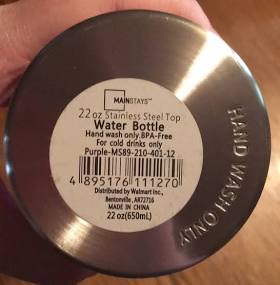 MAINSTAYS™
22 oz Stainless Steel Top
Water Bottle
Hand wash only. BPA-Free
For cold drinks only
Purple-MS89-210-401-12
4 895176 111270
Distributed by Walmart Inc.,
Bentonville, AR72716
MADE IN CHINA
22 oz(650mL)
HAND WASH ONLY